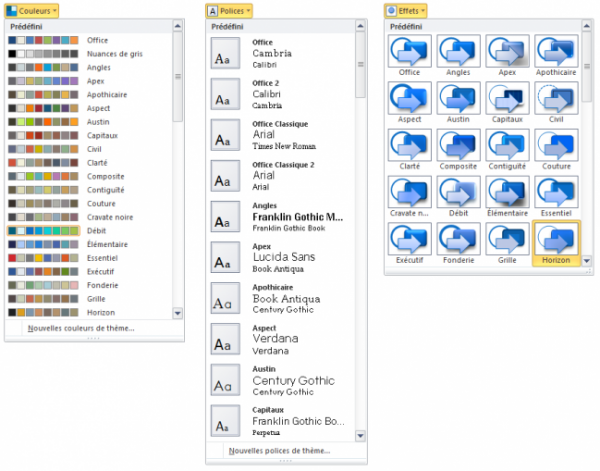 Couleurs
Prédéfini
Office
Nuances de gris
Angles
Apex
Apothicaire
Aspect
Austin
Capitaux
Civil
Clarté
Composite
Contiguïté
Couture
Cravate noire
Débit
Élémentaire
Essentiel
Exécutif
Fonderie
Grille
Horizon
Nouvelles couleurs de thème...
Polices
Prédéfini
Aa
Office
Cambria
Calibri
Aa
Office 2
Calibri
Cambria
Aa
Office Classique
Arial
Times New Roman
Aa
Office Classique 2
Arial
Arial
Aa
Angles
Franklin Gothic M...
Franklin Gothic Book
Aa
Apex
Lucida Sans
Book Antiqua
Aa
Apothicaire
Book Antiqua
Century Gothic
Aa
Aspect
Verdana
Verdana
Aa
Austin
Century Gothic
Century Gothic
Aa
Capitaux
Franklin Gothic Bo...
Perpetua
Nouvelles polices de thème...
Effets
Prédéfini
Office Angles Apex Apothicaire
Aspect Austin Capitaux Civil
Clarté Composite Contiguïté Couture
Cravate n... Débit Élémentaire Essentiel
Exécutif Fonderie Grille Horizon